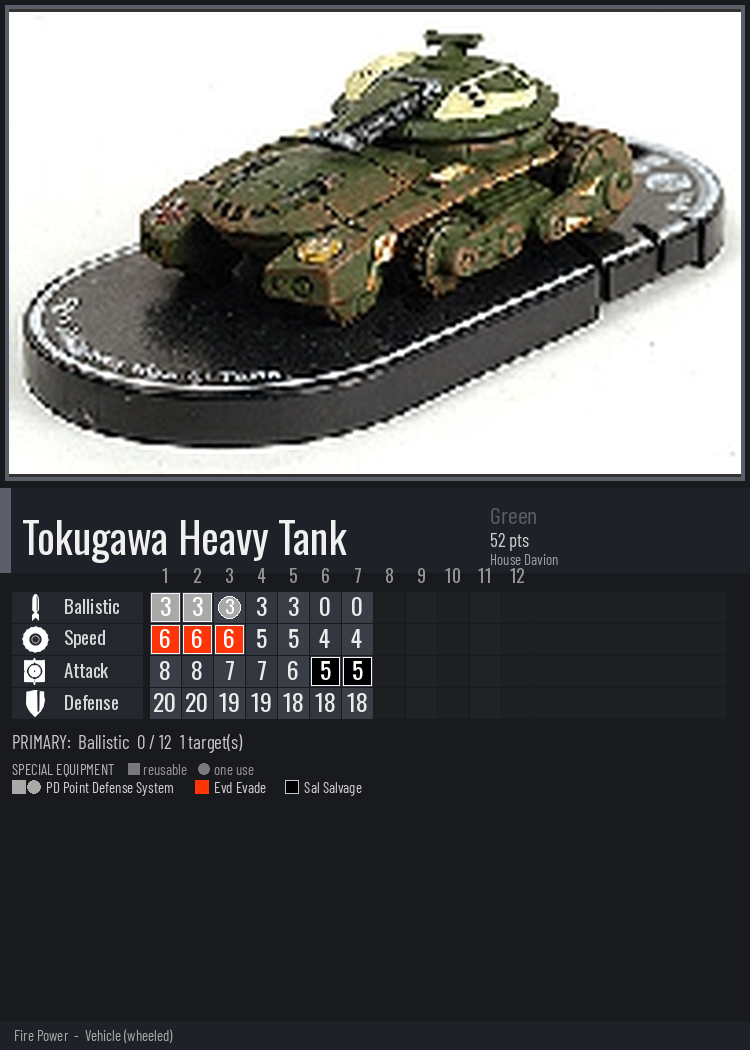 Tokugawa Heavy Tank
Green
52 pts
House Davion
1 2 3 4 5 6 7 8 9 10 11 12
Ballistic 3 3 3 3 3 0 0
Speed 6 6 6 5 5 4 4
Attack 8 8 7 7 6 5 5
Defense 20 20 19 19 18 18 18
PRIMARY: Ballistic 0 / 12 1 target(s)
SPECIAL EQUIPMENT reusable one use
PD Point Defense System Evd Evade Sal Salvage
Fire Power - Vehicle (wheeled)